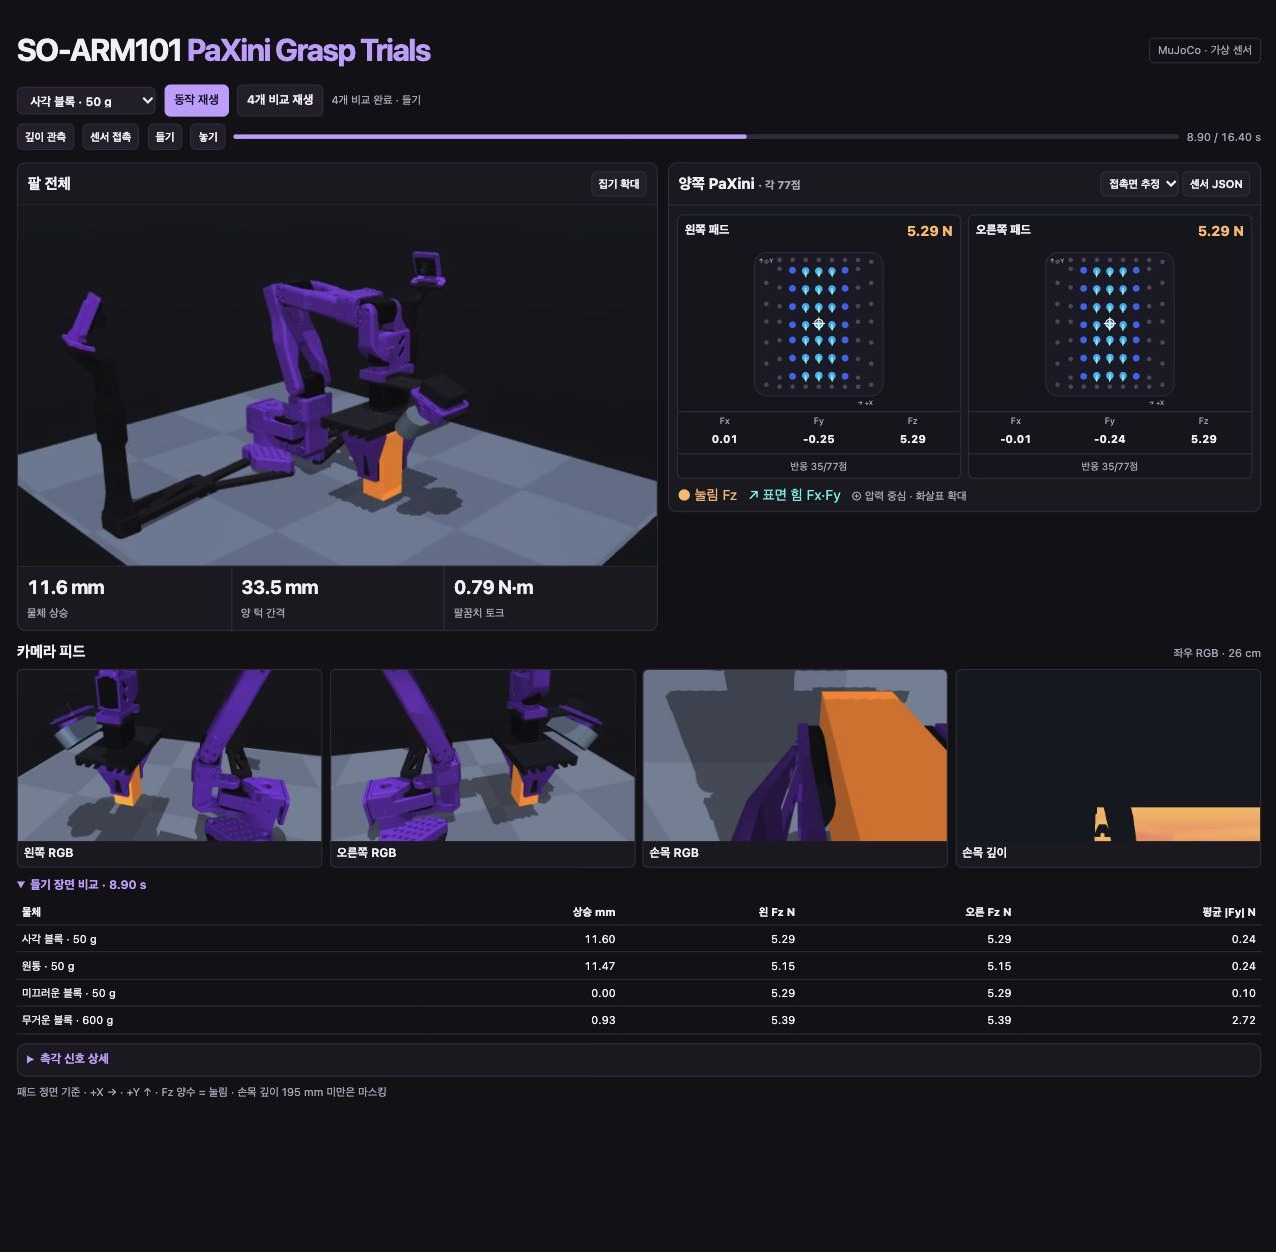 SO-ARM101 PaXini Grasp Trials
MuJoCo · 가상 센서
사각 블록 · 50 g
동작 재생
4개 비교 재생
4개 비교 완료 · 들기
깊이 관측
센서 접촉
들기
놓기
8.90 / 16.40 s
팔 전체
집기 확대
양쪽 PaXini · 각 77점
접촉면 추정
센서 JSON
왼쪽 패드
5.29 N
오른쪽 패드
5.29 N
→ +X
→ +X
Fx Fy Fz
0.01 -0.25 5.29
반응 35/77점
Fx Fy Fz
-0.01 -0.24 5.29
반응 35/77점
눌림 Fz ↗ 표면 힘 Fx·Fy ⊙ 압력 중심 · 화살표 확대
11.6 mm
물체 상승
33.5 mm
양 턱 간격
0.79 N·m
팔꿈치 토크
카메라 피드
좌우 RGB · 26 cm
왼쪽 RGB
오른쪽 RGB
손목 RGB
손목 깊이
▼ 들기 장면 비교 · 8.90 s
물체 상승 mm 왼 Fz N 오른 Fz N 평균 |Fy| N
사각 블록 · 50 g 11.60 5.29 5.29 0.24
원통 · 50 g 11.47 5.15 5.15 0.24
미끄러운 블록 · 50 g 0.00 5.29 5.29 0.10
무거운 블록 · 600 g 0.93 5.39 5.39 2.72
▶ 촉각 신호 상세
패드 정면 기준 · +X → · +Y ↑ · Fz 양수 = 눌림 · 손목 깊이 195 mm 미만은 마스킹